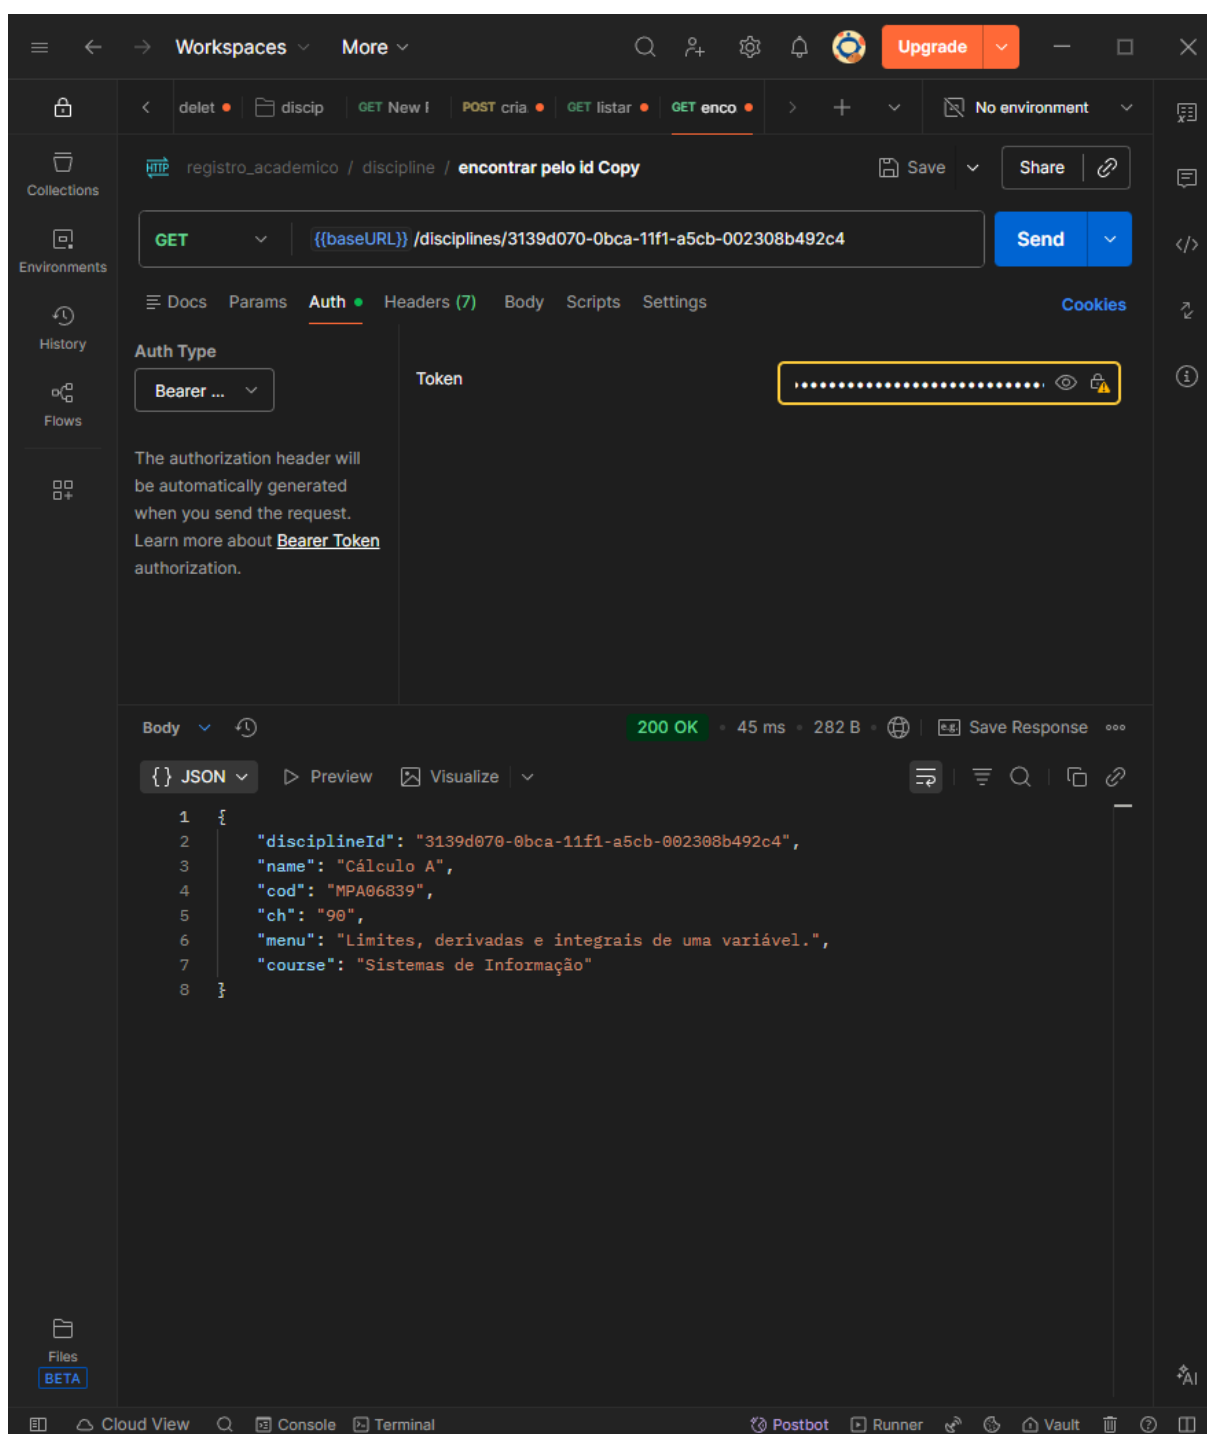 Workspaces More Upgrade
delet discip GET New POST cria. GET listar GET enco No environment
HTTP registro_academico / discipline / encontrar pelo id Copy Save Share
Collections
GET {{baseURL}} /disciplines/3139d070-0bca-11f1-a5cb-002308b492c4 Send
Environments
Docs Params Auth Headers (7) Body Scripts Settings Cookies
History
Auth Type
Token
Bearer ...
Flows
The authorization header will
be automatically generated
when you send the request.
Learn more about Bearer Token
authorization.
Body 200 OK 45 ms 282 B e.g. Save Response
{} JSON Preview Visualize
1 {
2 "disciplineId": "3139d070-0bca-11f1-a5cb-002308b492c4",
3 "name": "Cálculo A",
4 "cod": "MPA06839",
5 "ch": "90",
6 "menu": "Limites, derivadas e integrais de uma variável.",
7 "course": "Sistemas de Informação"
8 }
Files
BETA
AI
Cloud View Console Terminal Postbot Runner Vault